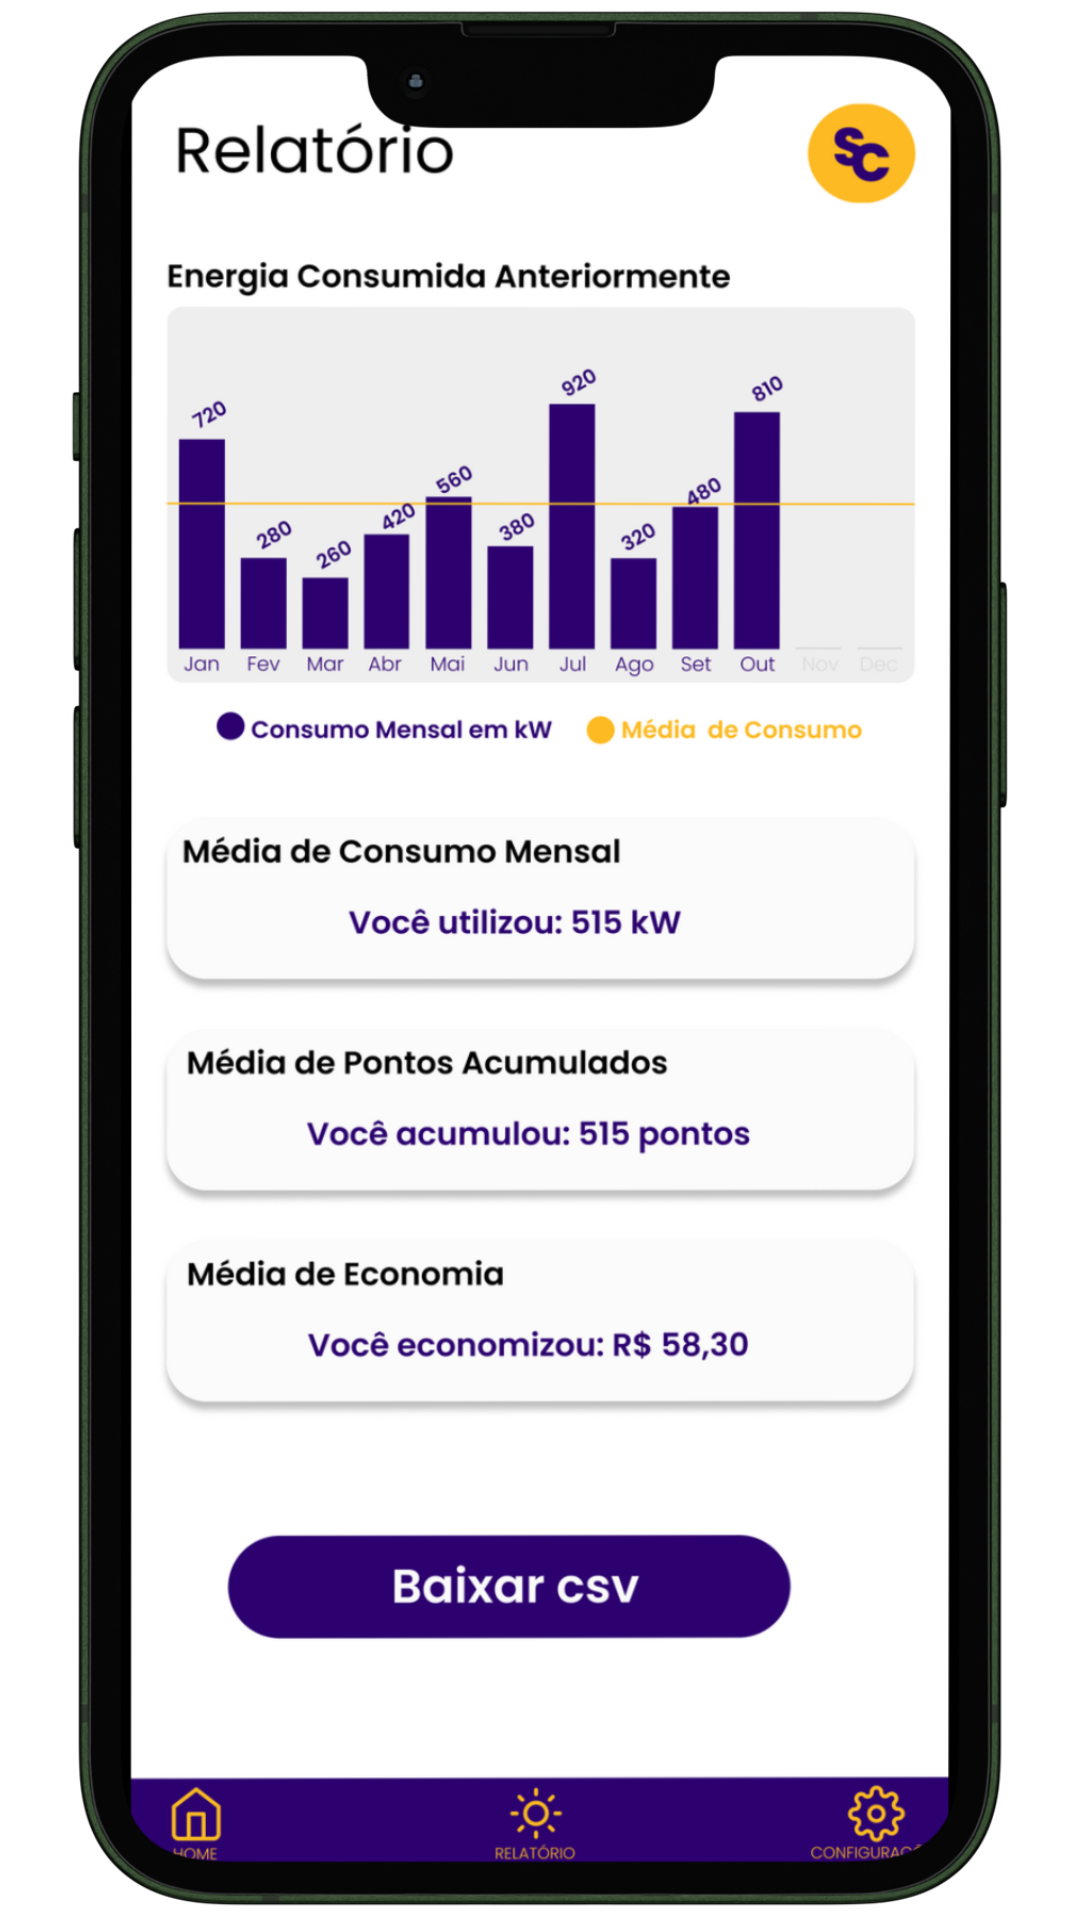 Relatório
SC
Energia Consumida Anteriormente
720
280
260
420
560
380
920
320
480
810
Jan Fev Mar Abr Mai Jun Jul Ago Set Out Nov Dec
Consumo Mensal em kW Média de Consumo
Média de Consumo Mensal
Você utilizou: 515 kW
Média de Pontos Acumulados
Você acumulou: 515 pontos
Média de Economia
Você economizou: R$ 58,30
Baixar csv
HOME RELATÓRIO CONFIGURAÇ